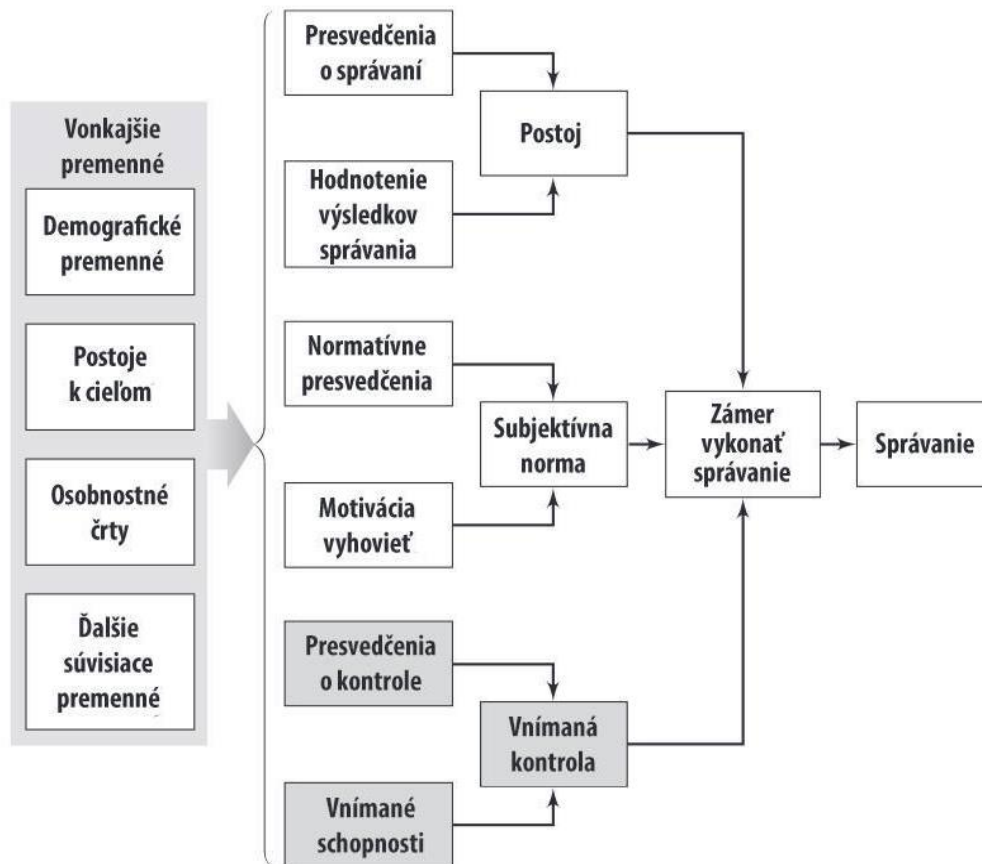 Vonkajšie
premenné
Demografické
premenné
Postoje
k cieľom
Osobnostné
črty
Ďalšie
súvisiace
premenné
Presvedčenia
o správaní
Hodnotenie
výsledkov
správania
Postoj
Normatívne
presvedčenia
Motivácia
vyhovieť
Subjektívna
norma
Presvedčenia
o kontrole
Vnímané
schopnosti
Vnímaná
kontrola
Zámer
vykonať
správanie
Správanie